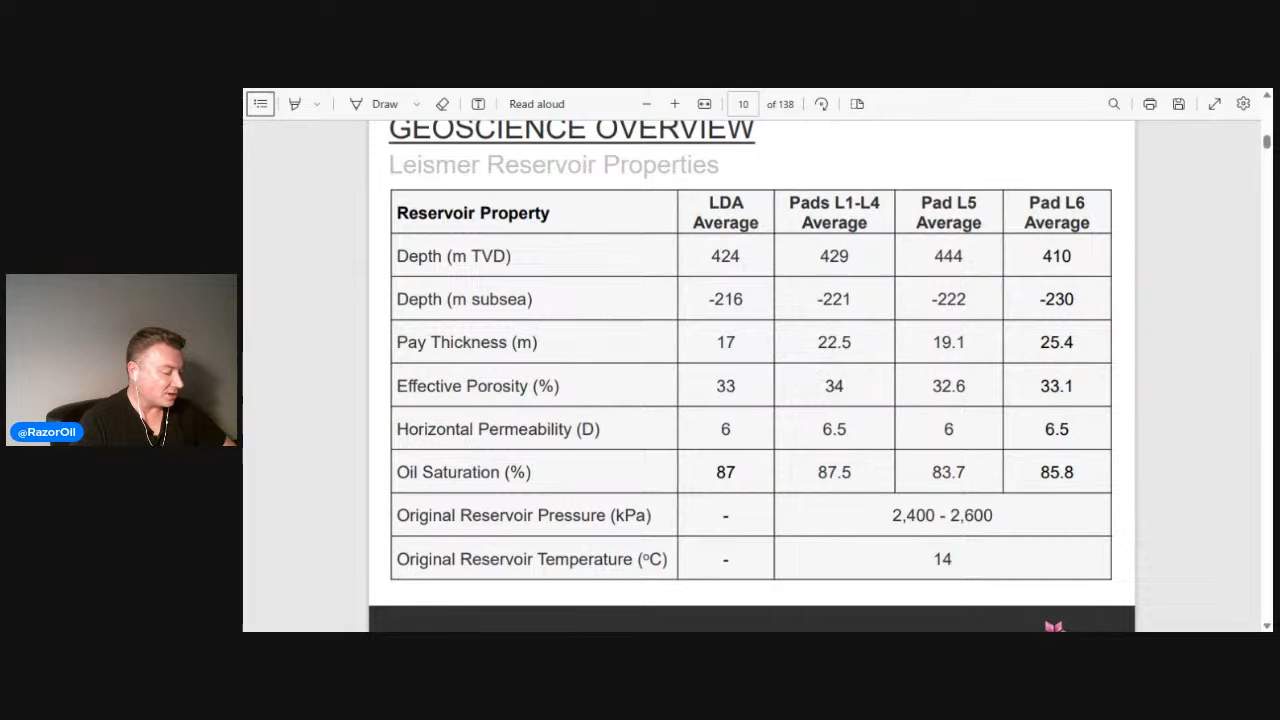 Draw
Read aloud
10 of 138
GEOSCIENCE OVERVIEW
Leismer Reservoir Properties
Reservoir Property LDA Average Pads L1-L4 Average Pad L5 Average Pad L6 Average
Depth (m TVD) 424 429 444 410
Depth (m subsea) -216 -221 -222 -230
Pay Thickness (m) 17 22.5 19.1 25.4
Effective Porosity (%) 33 34 32.6 33.1
Horizontal Permeability (D) 6 6.5 6 6.5
Oil Saturation (%) 87 87.5 83.7 85.8
Original Reservoir Pressure (kPa) - 2,400 - 2,600
Original Reservoir Temperature (ºC) - 14
@RazorOil